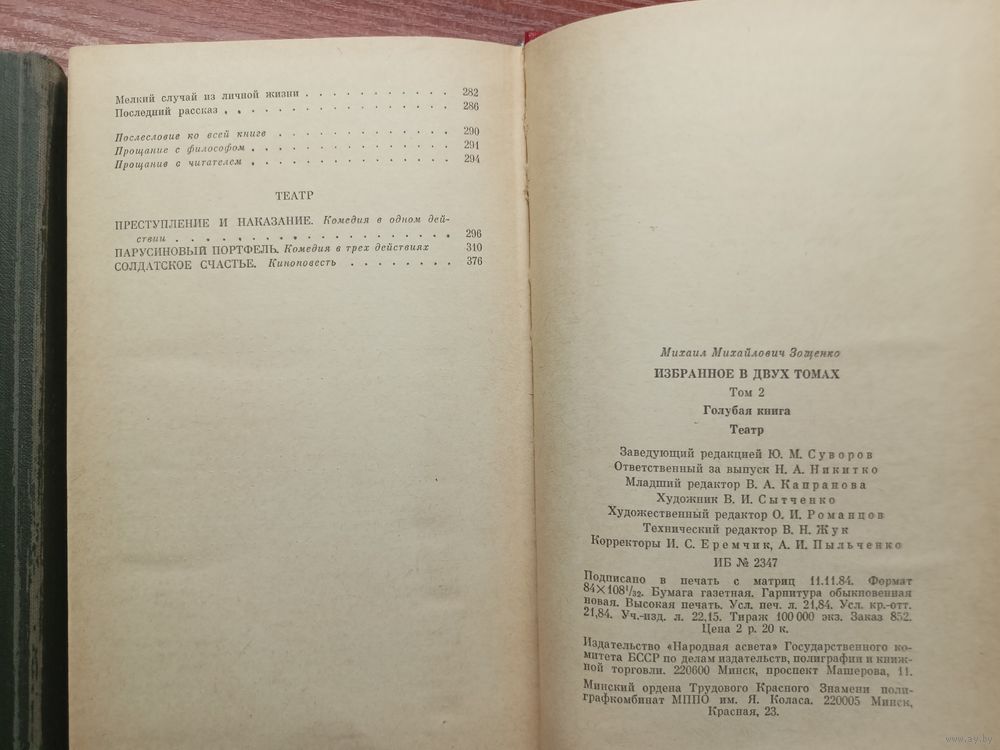 Мелкий случай из личной жизни . . . . . . . . . . . 282
Последний рассказ . . . . . . . . . . . . . . . . . 286
Послесловие ко всей книге . . . . . . . . . . . . . 290
Прощание с философом . . . . . . . . . . . . . . . 291
Прощание с читателем . . . . . . . . . . . . . . . 294
ТЕАТР
ПРЕСТУПЛЕНИЕ И НАКАЗАНИЕ. Комедия в одном дей-
ствии . . . . . . . . . . . . . . . . . . 296
ПАРУСИНОВЫЙ ПОРТФЕЛЬ. Комедия в трех действиях 310
СОЛДАТСКОЕ СЧАСТЬЕ. Киноповесть . . . . . . . . 376
Михаил Михайлович Зощенко
ИЗБРАННОЕ В ДВУХ ТОМАХ
Том 2
Голубая книга
Театр
Заведующий редакцией Ю. М. Суворов
Ответственный за выпуск Н. А. Никитко
Младший редактор В. А. Капранова
Художник В. И. Сытченко
Художественный редактор О. И. Романцов
Технический редактор В. Н. Жук
Корректоры И. С. Еремчик, А. И. Пыльченко
ИБ № 2347
Подписано в печать с матриц 11.11.84. Формат
84×108¹/₃₂. Бумага газетная. Гарнитура обыкновенная
новая. Высокая печать. Усл. печ. л. 21,84. Усл. кр.-отт.
21,84. Уч.-изд. л. 22,15. Тираж 100 000 экз. Заказ 852.
Цена 2 р. 20 к.
Издательство «Народная асвета» Государственного ко-
митета БССР по делам издательств, полиграфии и книж-
ной торговли. 220600 Минск, проспект Машерова, 11.
Минский ордена Трудового Красного Знамени поли-
графкомбинат МППО им. Я. Коласа. 220005 Минск,
Красная, 23.
www.ay.by